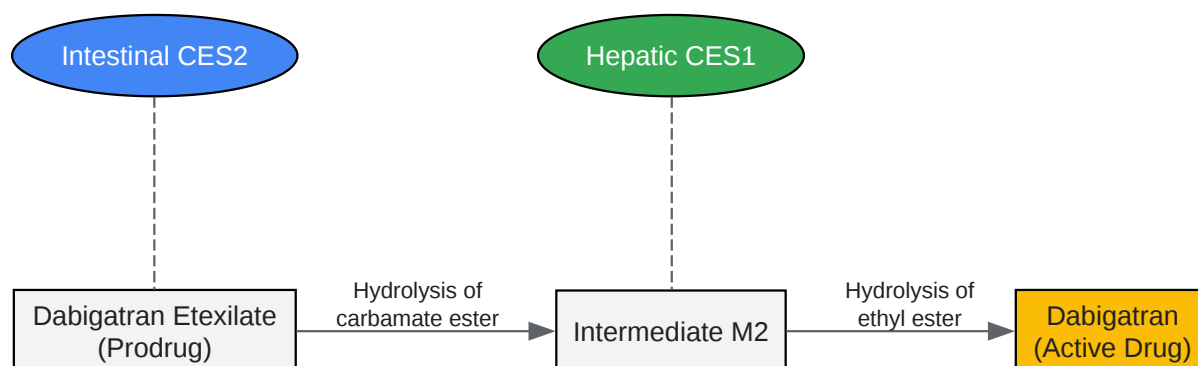 Intestinal CES2
Hepatic CES1
Hydrolysis of
carbamate ester
Hydrolysis of
ethyl ester
Dabigatran Etexilate
(Prodrug)
Intermediate M2
Dabigatran
(Active Drug)